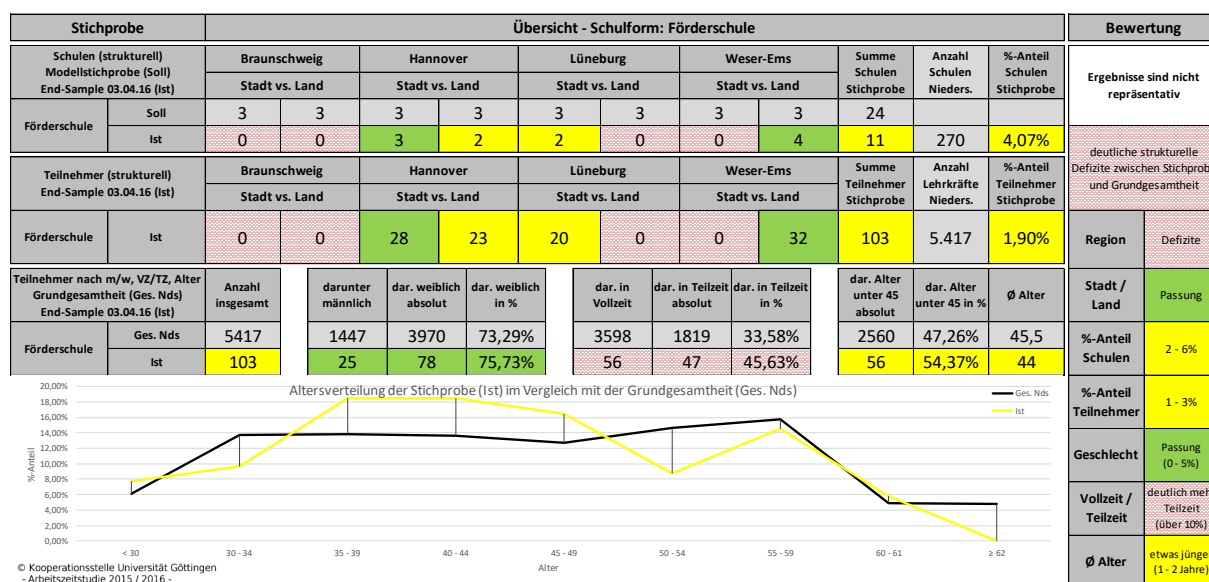 Stichprobe
Übersicht - Schulform: Förderschule
Bewertung
Schulen (strukturell)
Modellstichprobe (Soll)
End-Sample 03.04.16 (Ist)
Braunschweig Hannover Lüneburg Weser-Ems
Stadt vs. Land Stadt vs. Land Stadt vs. Land Stadt vs. Land
Summe Schulen Stichprobe
Anzahl Schulen Nieders.
%-Anteil Schulen Stichprobe
Förderschule
Soll 3 3 3 3 3 3 3 3 24
Ist 0 0 3 2 2 0 0 4 11 270 4,07%
Ergebnisse sind nicht
repräsentativ
deutliche strukturelle
Defizite zwischen Stichprob
und Grundgesamtheit
Teilnehmer (strukturell)
End-Sample 03.04.16 (Ist)
Braunschweig Hannover Lüneburg Weser-Ems
Stadt vs. Land Stadt vs. Land Stadt vs. Land Stadt vs. Land
Summe Teilnehmer Stichprobe
Anzahl Lehrkräfte Nieders.
%-Anteil Teilnehmer Stichprobe
Förderschule Ist 0 0 28 23 20 0 0 32 103 5.417 1,90%
Region Defizite
Teilnehmer nach m/w, VZ/TZ, Alter
Grundgesamtheit (Ges. Nds)
End-Sample 03.04.16 (Ist)
Anzahl insgesamt
darunter männlich
dar. weiblich absolut
dar. weiblich in %
dar. in Vollzeit
dar. in Teilzeit absolut
dar. in Teilzeit in %
dar. Alter unter 45 absolut
dar. Alter unter 45 in %
Ø Alter
Förderschule
Ges. Nds 5417 1447 3970 73,29% 3598 1819 33,58% 2560 47,26% 45,5
Ist 103 25 78 75,73% 56 47 45,63% 56 54,37% 44
Stadt / Land Passung
%-Anteil Schulen 2 - 6%
%-Anteil Teilnehmer 1 - 3%
Geschlecht Passung (0 - 5%)
Vollzeit / Teilzeit deutlich meh Teilzeit (über 10%)
Ø Alter etwas jünge (1 - 2 Jahre)
Altersverteilung der Stichprobe (Ist) im Vergleich mit der Grundgesamtheit (Ges. Nds)
Ges. Nds
Ist
%-Anteil
20,00%
18,00%
16,00%
14,00%
12,00%
10,00%
8,00%
6,00%
4,00%
2,00%
0,00%
< 30 30 - 34 35 - 39 40 - 44 45 - 49 50 - 54 55 - 59 60 - 61 ≥ 62
Alter
© Kooperationsstelle Universität Göttingen
- Arbeitszeitstudie 2015 / 2016 -